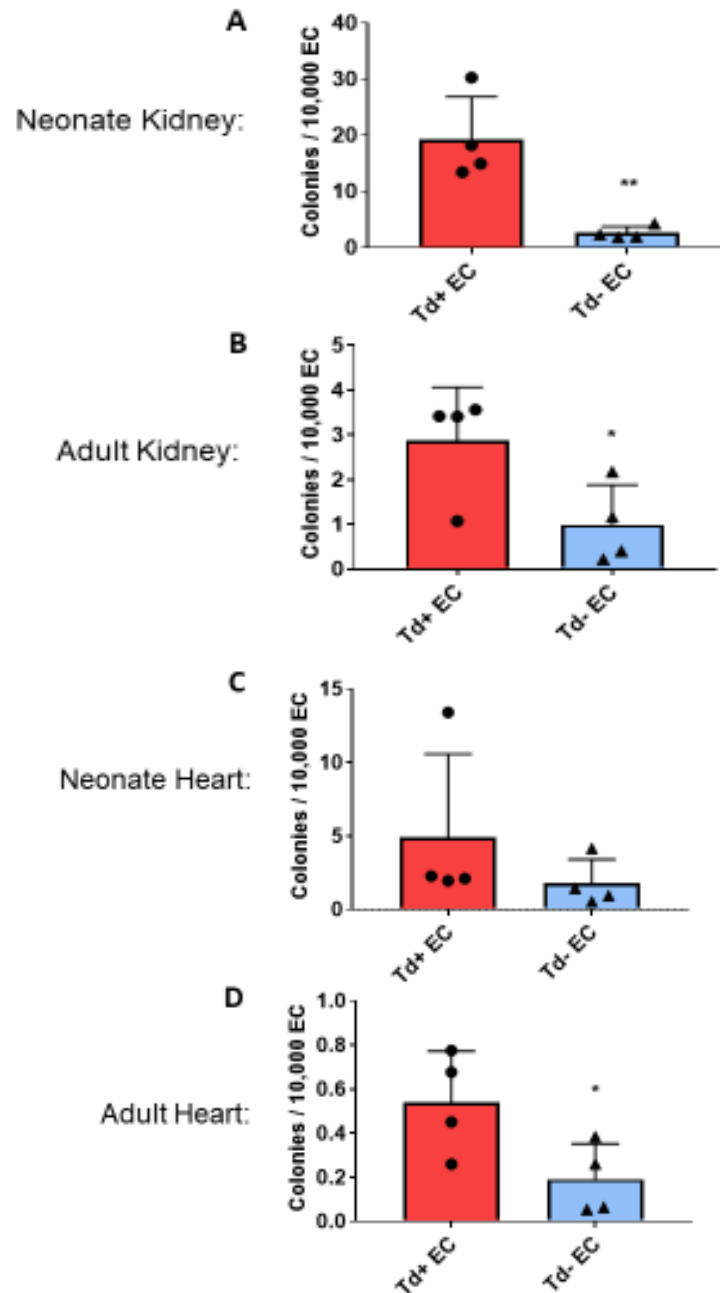 A
Neonate Kidney:
Colonies / 10,000 EC
40
30
20
10
0
**
Td+ EC
Td- EC
B
Adult Kidney:
Colonies / 10,000 EC
5
4
3
2
1
0
*
Td+ EC
Td- EC
C
Neonate Heart:
Colonies / 10,000 EC
15
10
5
0
Td+ EC
Td- EC
D
Adult Heart:
Colonies / 10,000 EC
1.0
0.8
0.6
0.4
0.2
0.0
*
Td+ EC
Td- EC